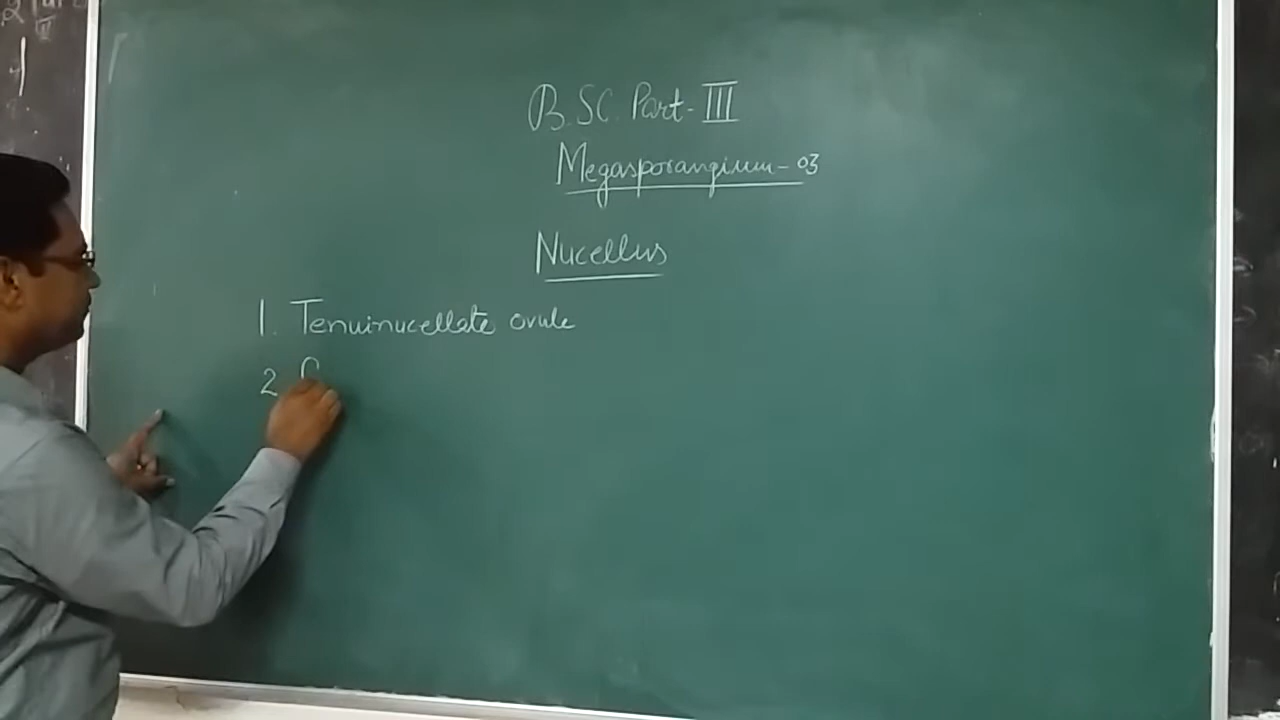 B.SC. Part-III
Megasporangium-03
Nucellus
1. Tenuinucellate ovule
2